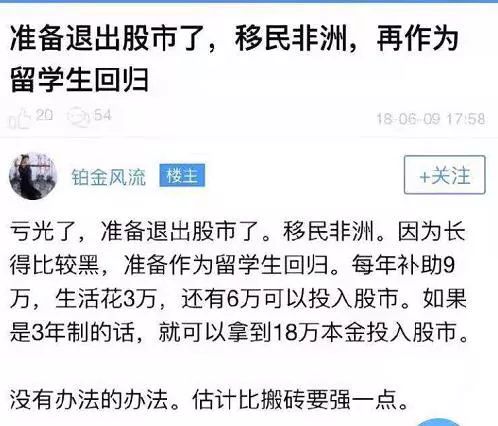 准备退出股市了，移民非洲，再作为
留学生回归
20 54 18-06-09 17:58
铂金风流 楼主 +关注
亏光了，准备退出股市了。移民非洲。因为长
得比较黑，准备作为留学生回归。每年补助9
万，生活花3万，还有6万可以投入股市。如果
是3年制的话，就可以拿到18万本金投入股市。
没有办法的办法。估计比搬砖要强一点。